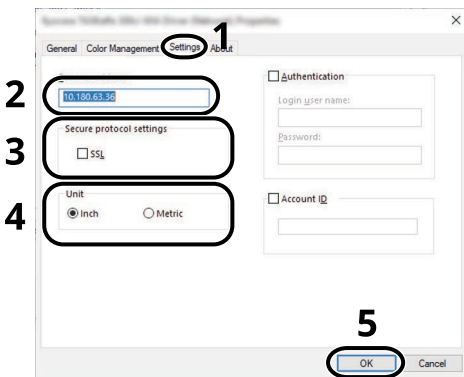 1
General Color Management Settings About
2
10.180.63.36
Authentication
Login user name:
Password:
3
Secure protocol settings
SSL
4
Unit
Inch Metric
Account ID
5
OK Cancel